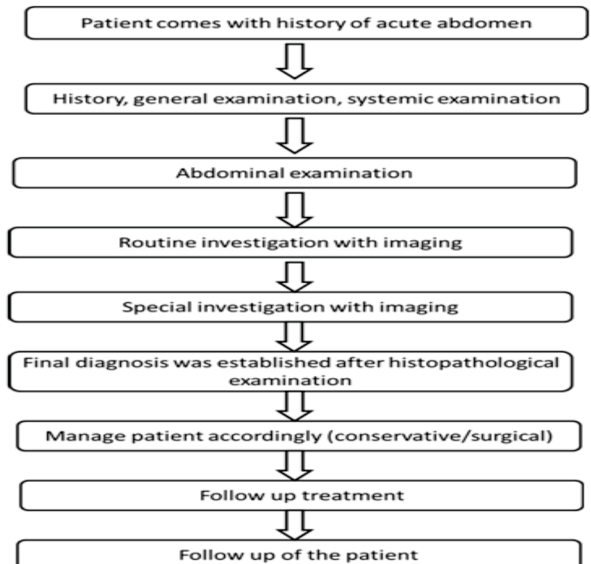 Patient comes with history of acute abdomen
History, general examination, systemic examination
Abdominal examination
Routine investigation with imaging
Special investigation with imaging
Final diagnosis was established after histopathological
examination
Manage patient accordingly (conservative/surgical)
Follow up treatment
Follow up of the patient